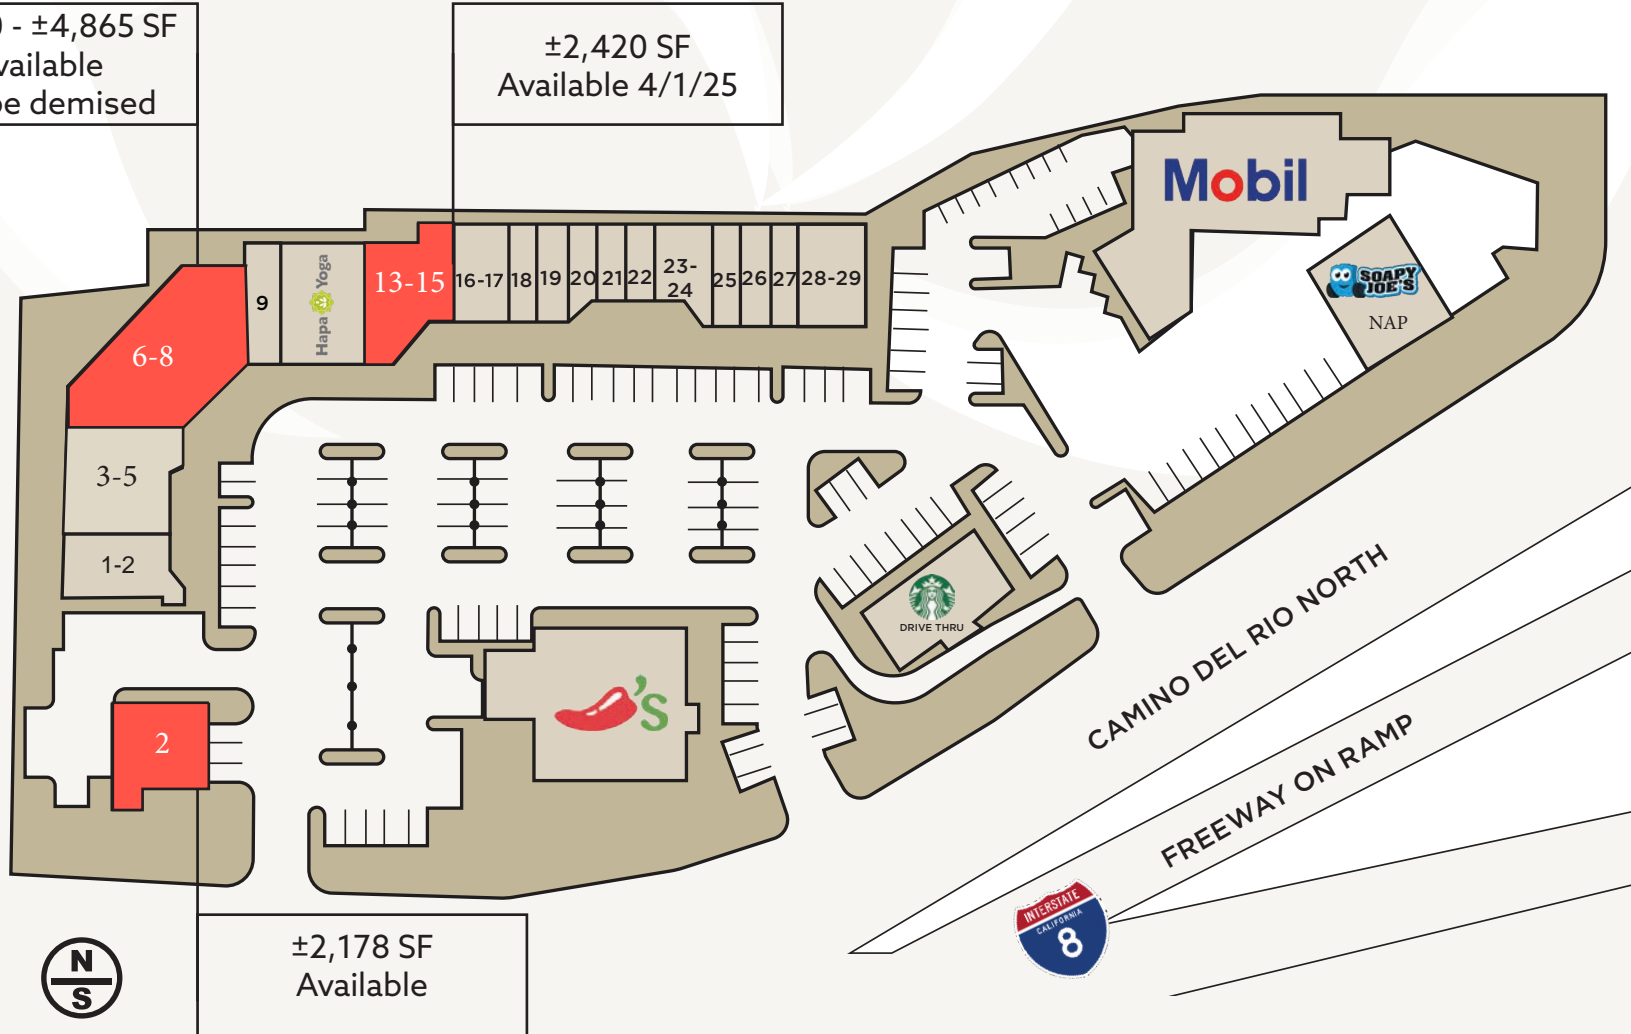 - ±4,865 SF
be demised
±2,420 SF
Available 4/1/25
Mobil
SOAPY
JOE'S
NAP
6-8
9
Hapa Yoga
13-15
16-17
18
19
20
21
22
23-
24
25
26
27
28-29
3-5
1-2
2
'S
DRIVE THRU
CAMINO DEL RIO NORTH
FREEWAY ON RAMP
INTERSTATE
CALIFORNIA
8
±2,178 SF
Available
N
S